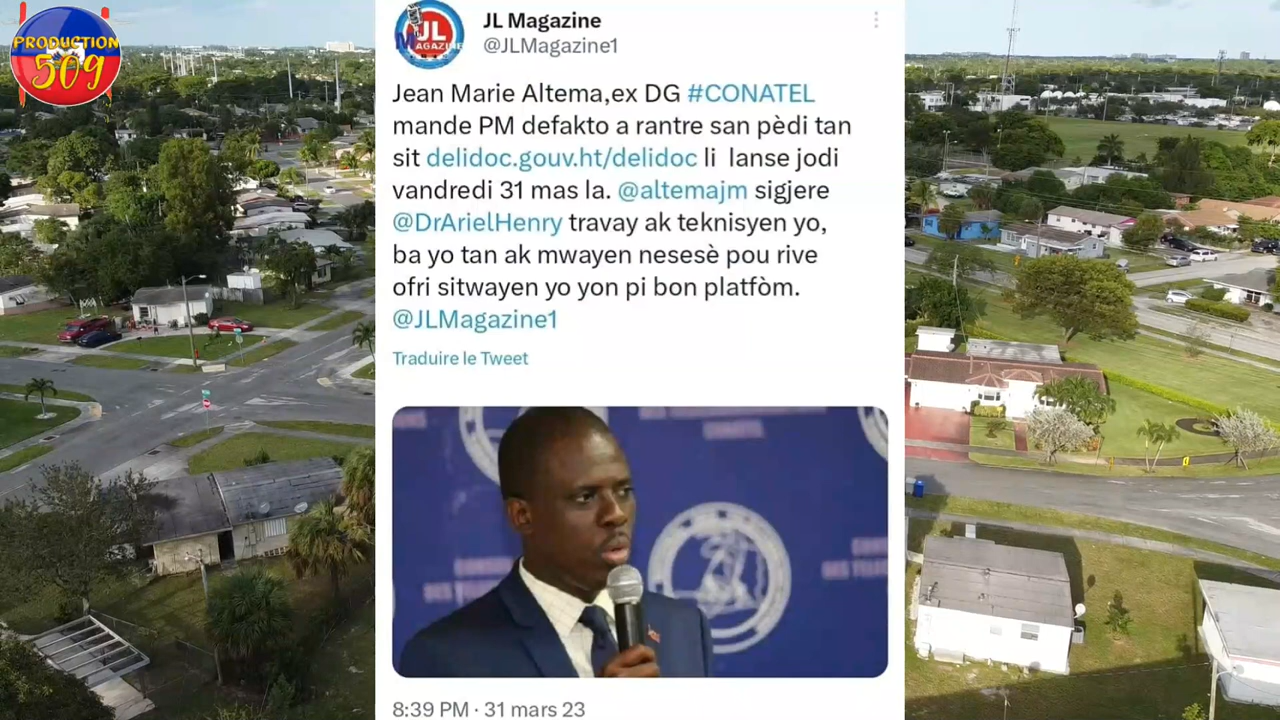 PRODUCTION
509
JL
MAGAZINE
JL Magazine
@JLMagazine1
Jean Marie Altema,ex DG #CONATEL
mande PM defakto a rantre san pèdi tan
sit delidoc.gouv.ht/delidoc li lanse jodi
vandredi 31 mas la. @altemajm sigjere
@DrArielHenry travay ak teknisyen yo,
ba yo tan ak mwayen nesesè pou rive
ofri sitwayen yo yon pi bon platfòm.
@JLMagazine1
Traduire le Tweet
8:39 PM · 31 mars 23